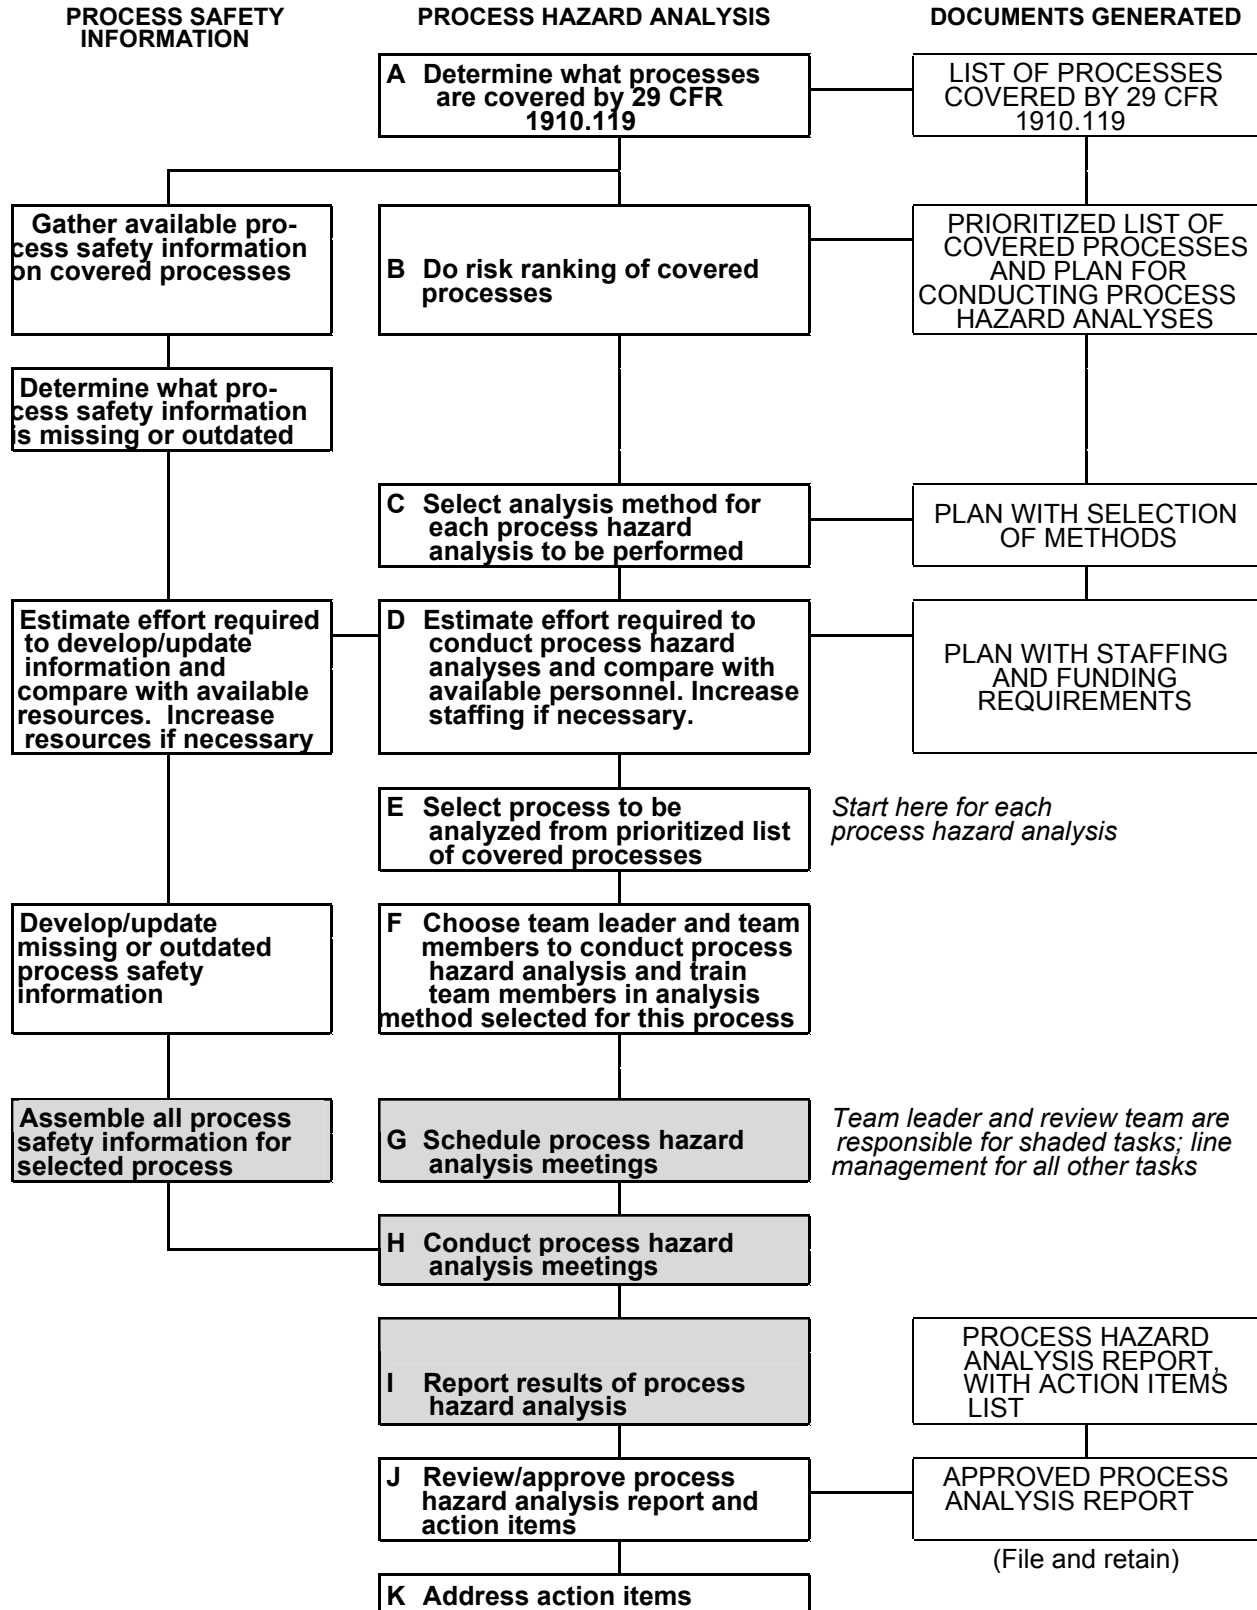 PROCESS SAFETY
INFORMATION
PROCESS HAZARD ANALYSIS
DOCUMENTS GENERATED
A Determine what processes
are covered by 29 CFR
1910.119
LIST OF PROCESSES
COVERED BY 29 CFR
1910.119
Gather available pro-
cess safety information
on covered processes
B Do risk ranking of covered
processes
PRIORITIZED LIST OF
COVERED PROCESSES
AND PLAN FOR
CONDUCTING PROCESS
HAZARD ANALYSES
Determine what pro-
cess safety information
is missing or outdated
C Select analysis method for
each process hazard
analysis to be performed
PLAN WITH SELECTION
OF METHODS
Estimate effort required
to develop/update
information and
compare with available
resources. Increase
resources if necessary
D Estimate effort required to
conduct process hazard
analyses and compare with
available personnel. Increase
staffing if necessary.
PLAN WITH STAFFING
AND FUNDING
REQUIREMENTS
E Select process to be
analyzed from prioritized list
of covered processes
Start here for each
process hazard analysis
Develop/update
missing or outdated
process safety
information
F Choose team leader and team
members to conduct process
hazard analysis and train
team members in analysis
method selected for this process
Assemble all process
safety information for
selected process
G Schedule process hazard
analysis meetings
Team leader and review team are
responsible for shaded tasks; line
management for all other tasks
H Conduct process hazard
analysis meetings
I Report results of process
hazard analysis
PROCESS HAZARD
ANALYSIS REPORT,
WITH ACTION ITEMS
LIST
J Review/approve process
hazard analysis report and
action items
APPROVED PROCESS
ANALYSIS REPORT
(File and retain)
K Address action items